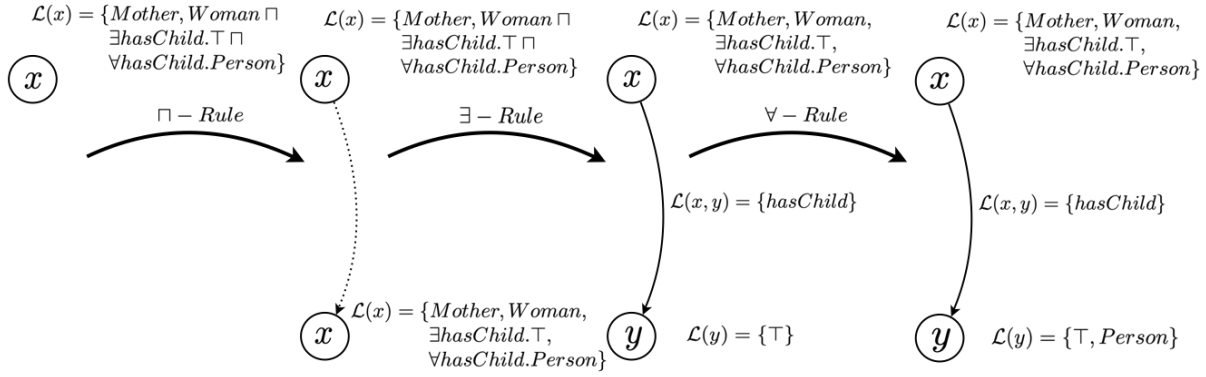 𝓛(x) = {Mother, Woman ⊓
∃hasChild.⊤ ⊓
∀hasChild.Person}
x
⊓ − Rule
𝓛(x) = {Mother, Woman ⊓
∃hasChild.⊤ ⊓
∀hasChild.Person}
x
x
𝓛(x) = {Mother, Woman,
∃hasChild.⊤,
∀hasChild.Person}
∃ − Rule
𝓛(x) = {Mother, Woman,
∃hasChild.⊤,
∀hasChild.Person}
x
𝓛(x, y) = {hasChild}
y
𝓛(y) = {⊤}
∀ − Rule
𝓛(x) = {Mother, Woman,
∃hasChild.⊤,
∀hasChild.Person}
x
𝓛(x, y) = {hasChild}
y
𝓛(y) = {⊤, Person}